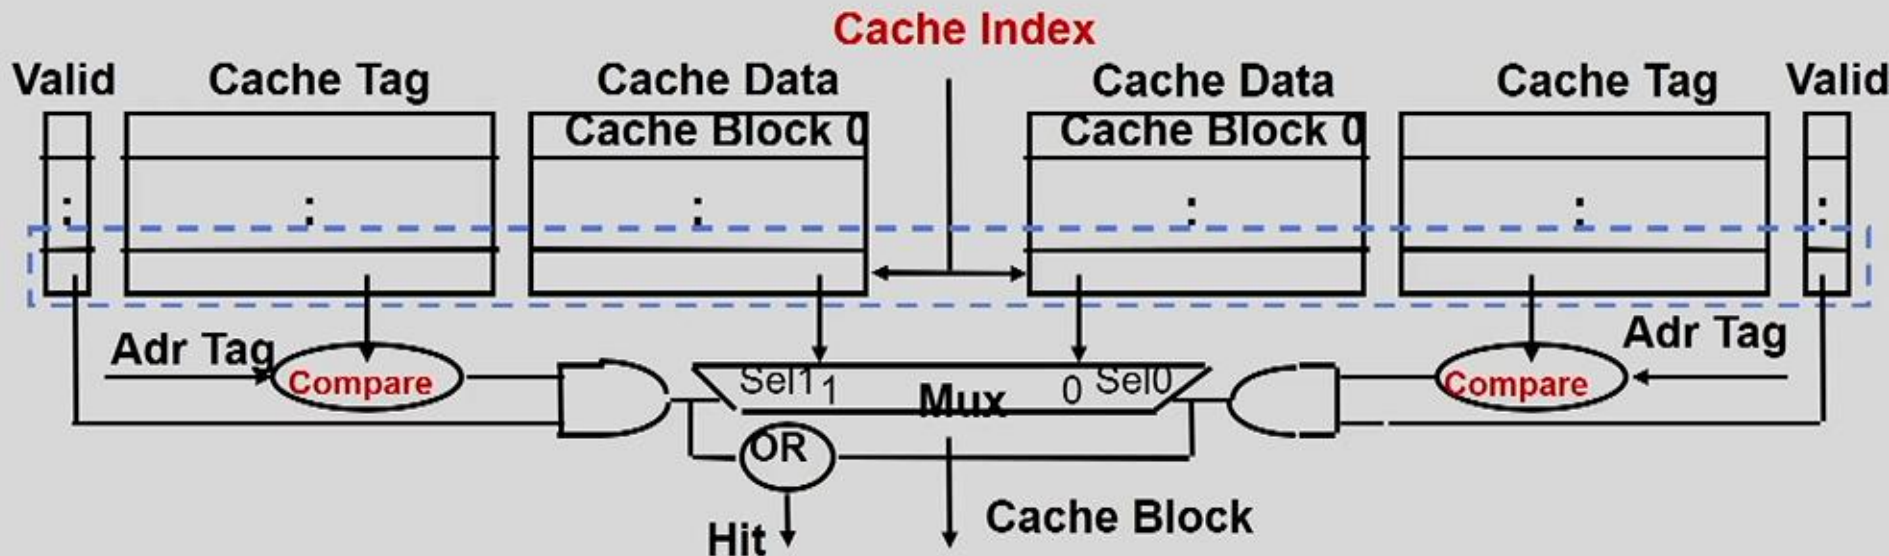 Cache Index
Valid Cache Tag Cache Data Cache Data Cache Tag Valid
Cache Block 0 Cache Block 0
: : : : : :
Adr Tag Adr Tag
Compare Sel1 1 Mux 0 Sel0 Compare
OR
Hit Cache Block